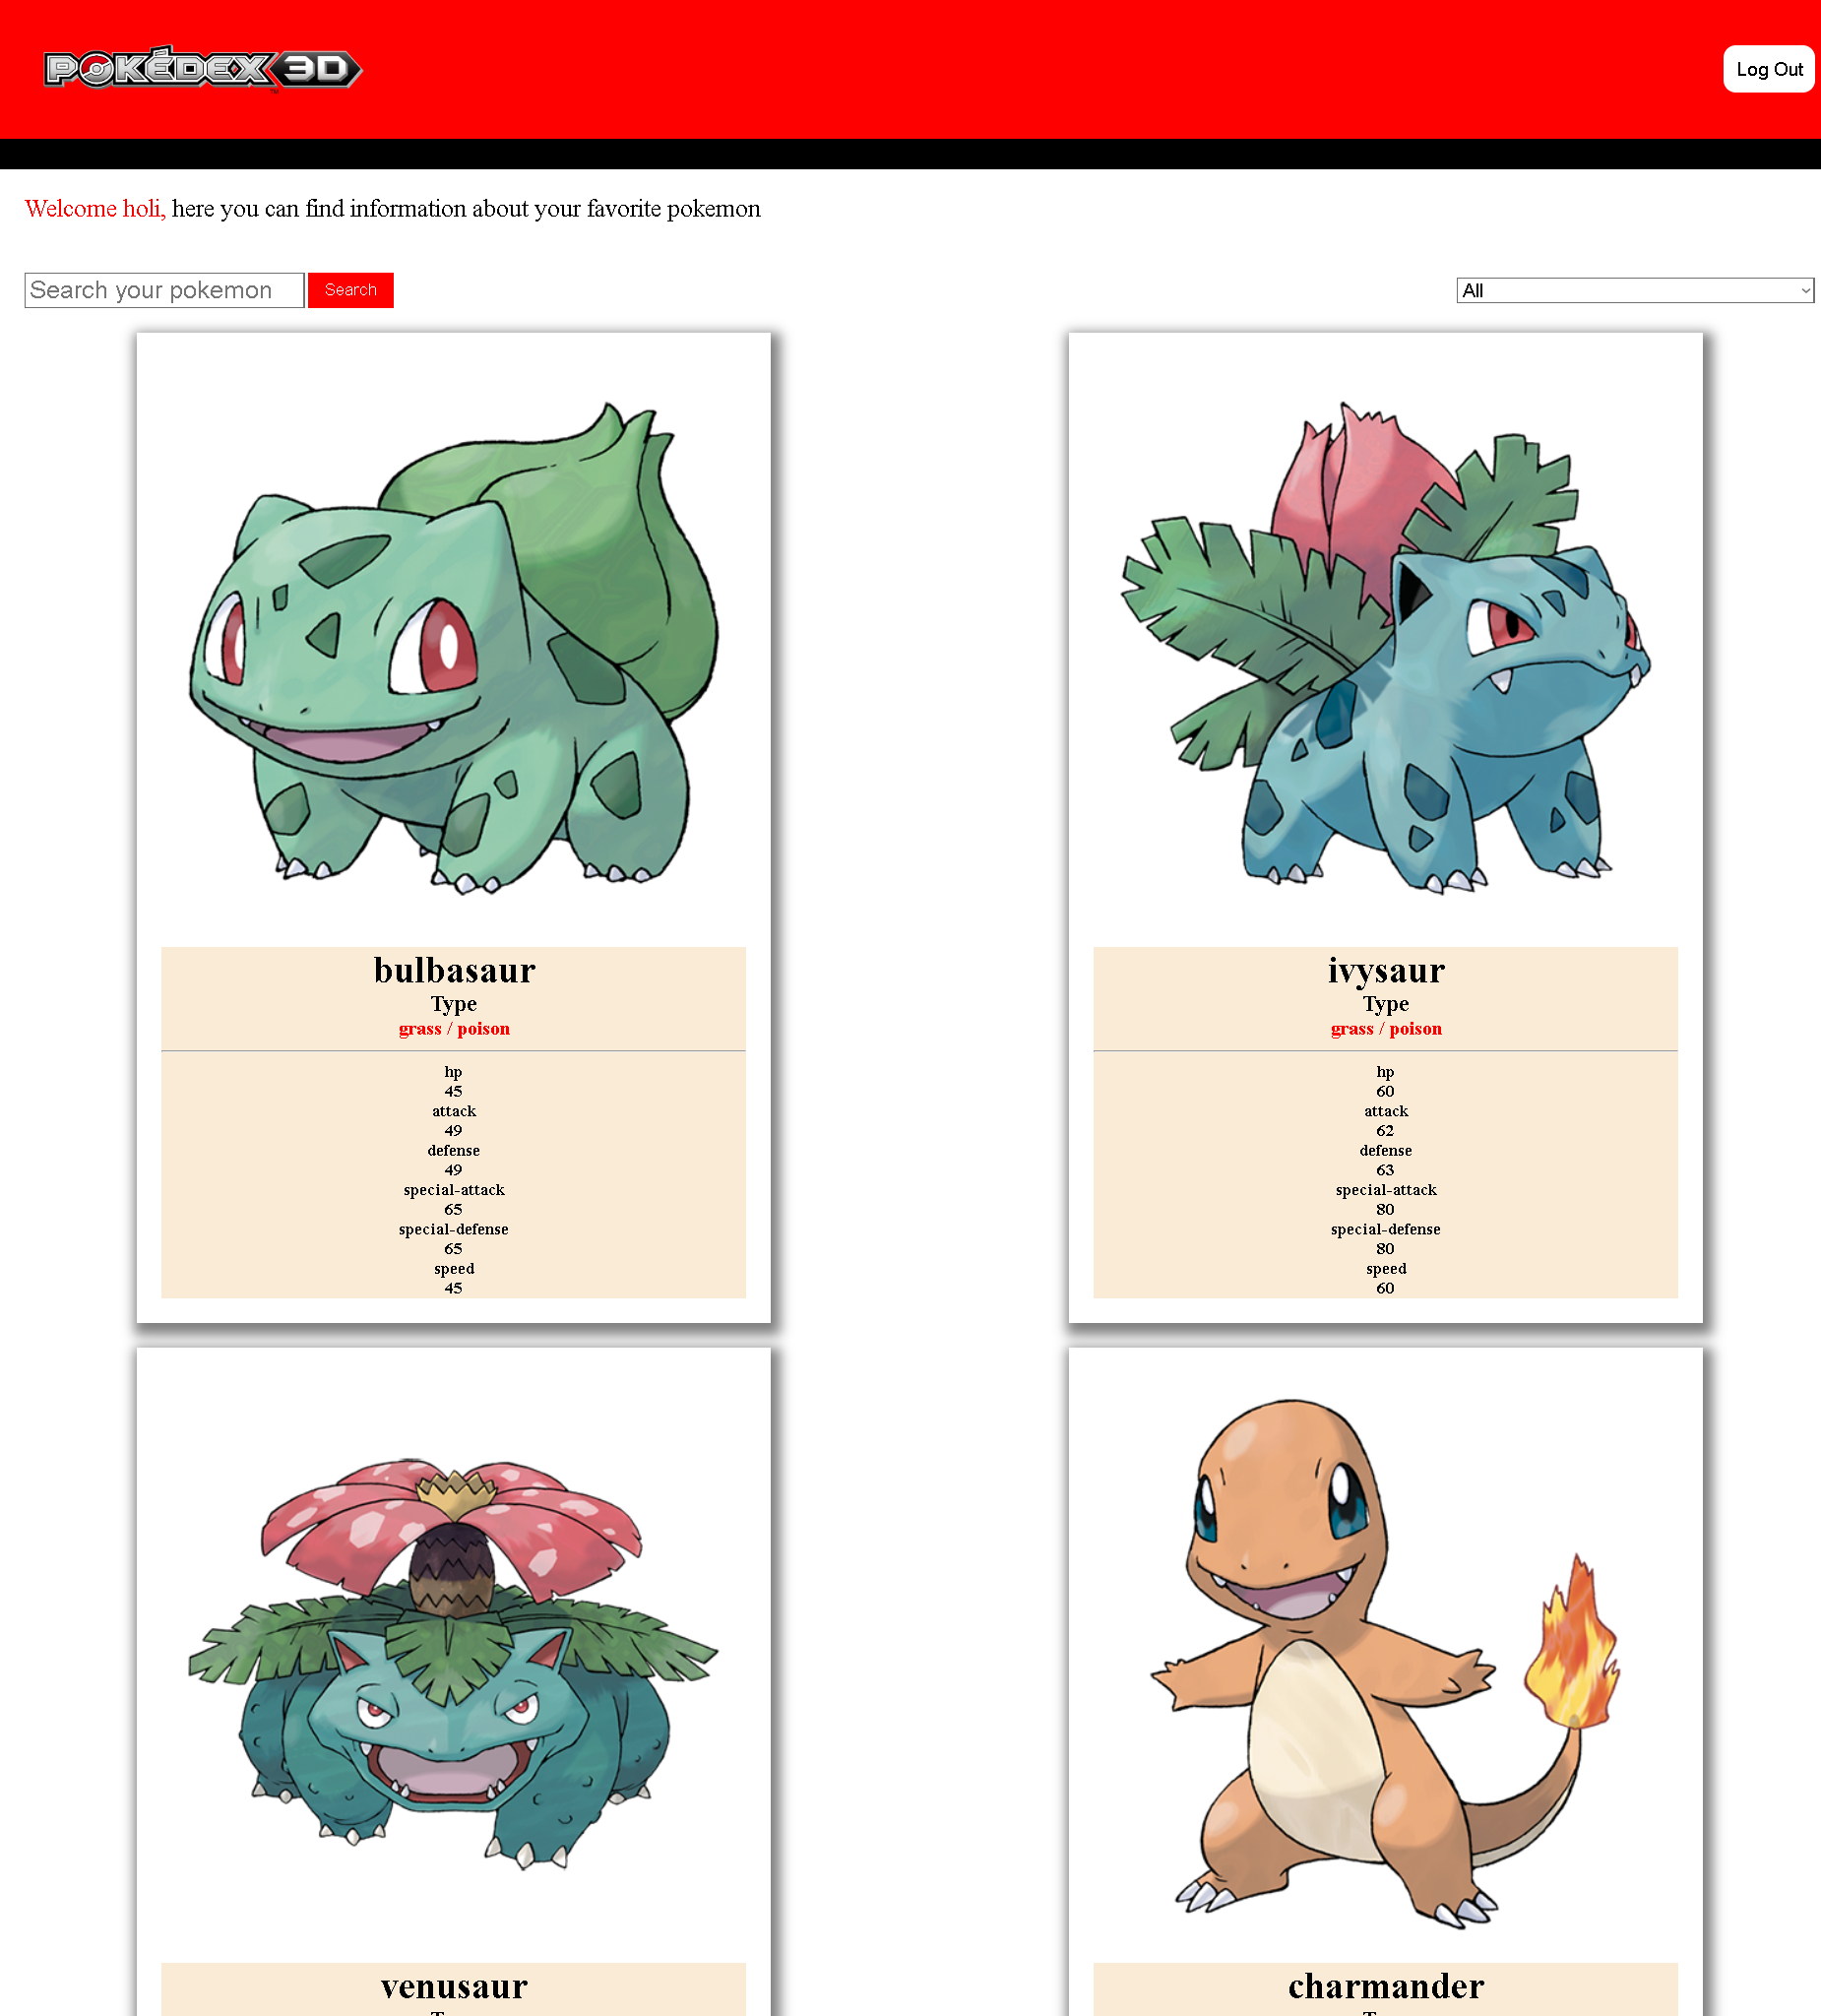 POKÉDEX 3D
Log Out
Welcome holi, here you can find information about your favorite pokemon
Search your pokemon Search All
bulbasaur
Type
grass / poison
hp
45
attack
49
defense
49
special-attack
65
special-defense
65
speed
45
ivysaur
Type
grass / poison
hp
60
attack
62
defense
63
special-attack
80
special-defense
80
speed
60
venusaur
charmander